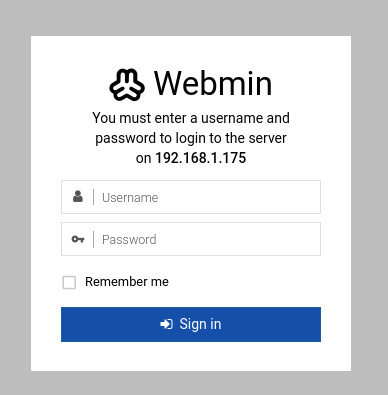 Webmin
You must enter a username and
password to login to the server
on 192.168.1.175
Username
Password
Remember me
Sign in